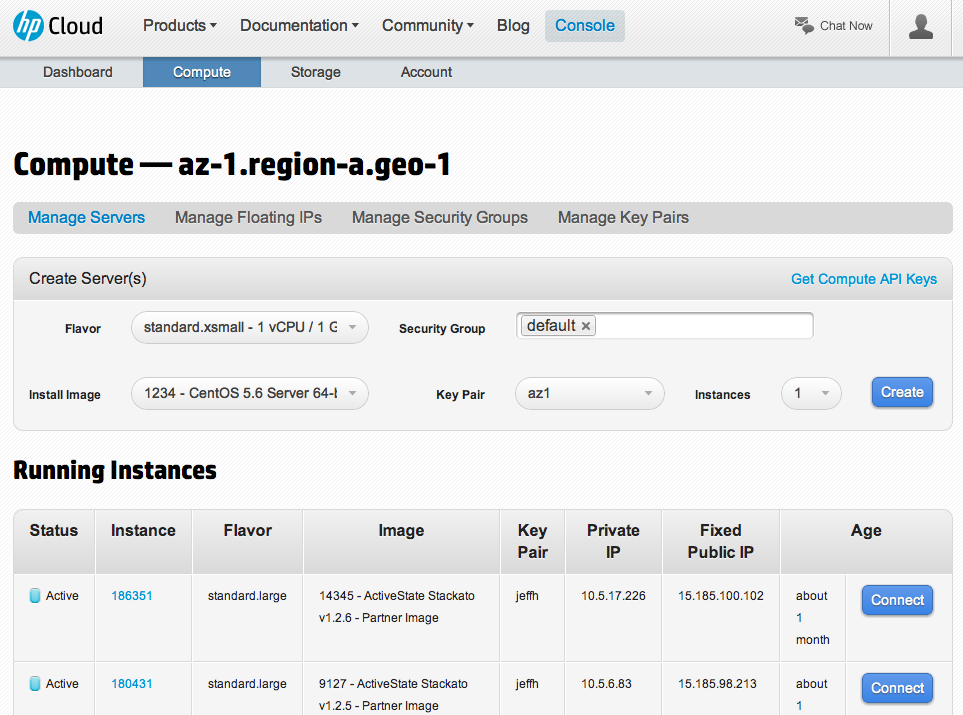 hp Cloud Products Documentation Community Blog Console Chat Now
Dashboard Compute Storage Account
Compute — az-1.region-a.geo-1
Manage Servers Manage Floating IPs Manage Security Groups Manage Key Pairs
Create Server(s) Get Compute API Keys
Flavor standard.xsmall - 1 vCPU / 1 G Security Group default ×
Install Image 1234 - CentOS 5.6 Server 64-b Key Pair az1 Instances 1 Create
Running Instances
Status Instance Flavor Image Key Pair Private IP Fixed Public IP Age
Active 186351 standard.large 14345 - ActiveState Stackato v1.2.6 - Partner Image jeffh 10.5.17.226 15.185.100.102 about 1 month Connect
Active 180431 standard.large 9127 - ActiveState Stackato v1.2.5 - Partner Image jeffh 10.5.6.83 15.185.98.213 about 1 Connect